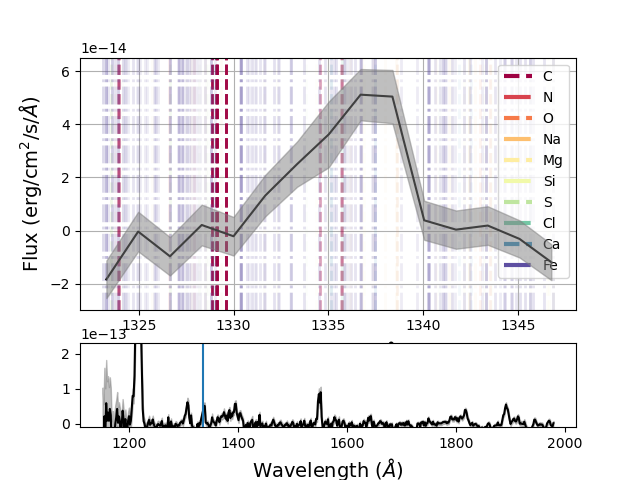 1e−14
6
4
2
0
−2
Flux (erg/cm²/s/Å)
C
N
O
Na
Mg
Si
S
Cl
Ca
Fe
1325 1330 1335 1340 1345
1e−13
2
1
0
1200 1400 1600 1800 2000
Wavelength (Å)